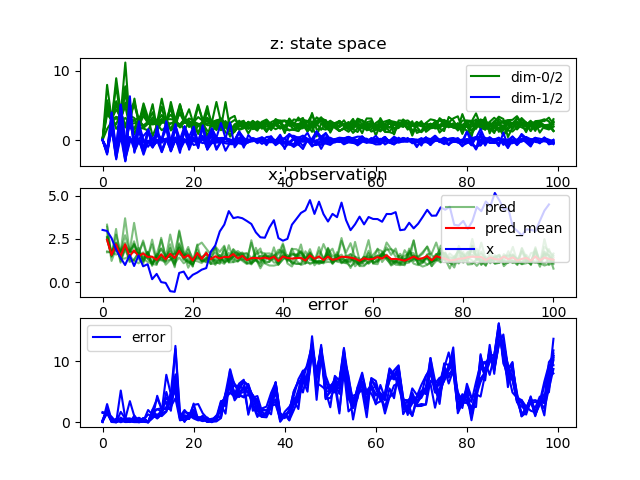 z: state space
10
0
dim-0/2
dim-1/2
0 20 40 60 80 100
x: observation
5.0
2.5
0.0
pred
pred_mean
x
0 20 40 60 80 100
error
10
0
error
0 20 40 60 80 100